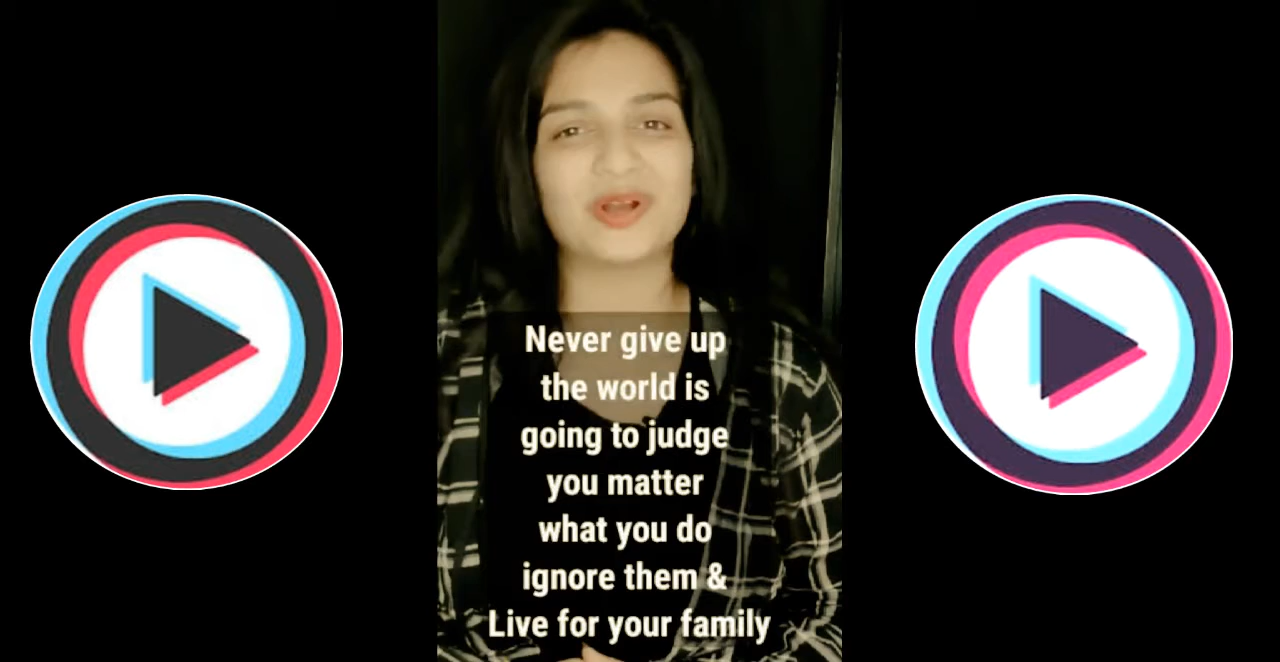 Never give up
the world is
going to judge
you matter
what you do
ignore them &
Live for your family